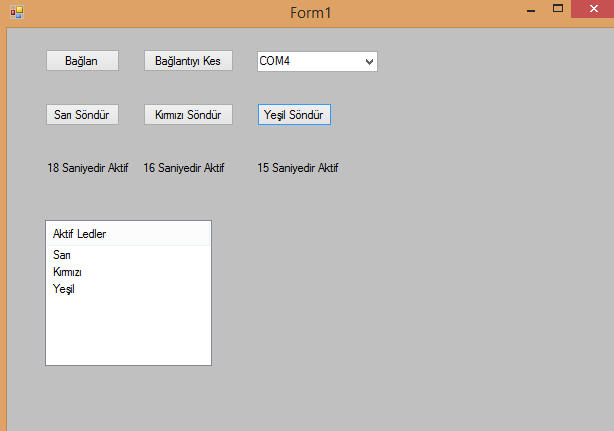 Form1
Bağlan Bağlantıyı Kes COM4
Sarı Söndür Kırmızı Söndür Yeşil Söndür
18 Saniyedir Aktif 16 Saniyedir Aktif 15 Saniyedir Aktif
Aktif Ledler
Sarı
Kırmızı
Yeşil